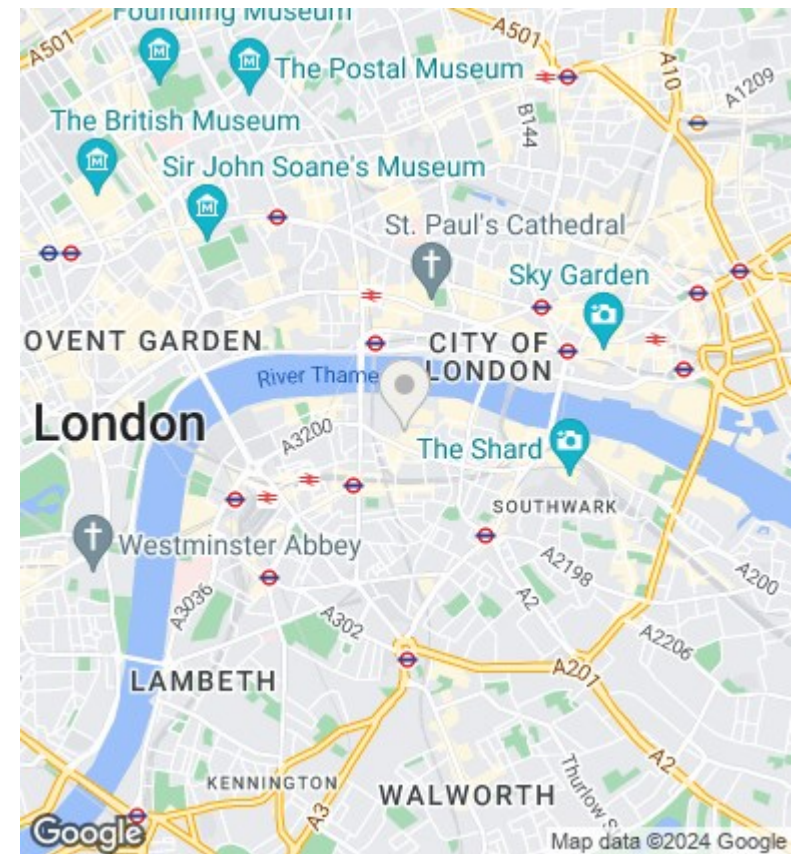 Foundling Museum
A501
A501
A10
The Postal Museum
A1209
B144
The British Museum
Sir John Soane's Museum
St. Paul's Cathedral
Sky Garden
OVENT GARDEN
CITY OF
LONDON
River Thame
London
A3200
The Shard
SOUTHWARK
Westminster Abbey
A2198
A200
A3036
A302
A2
A2206
LAMBETH
A201
A2
KENNINGTON
A3
WALWORTH
Thurlow S
Google
Map data ©2024 Google